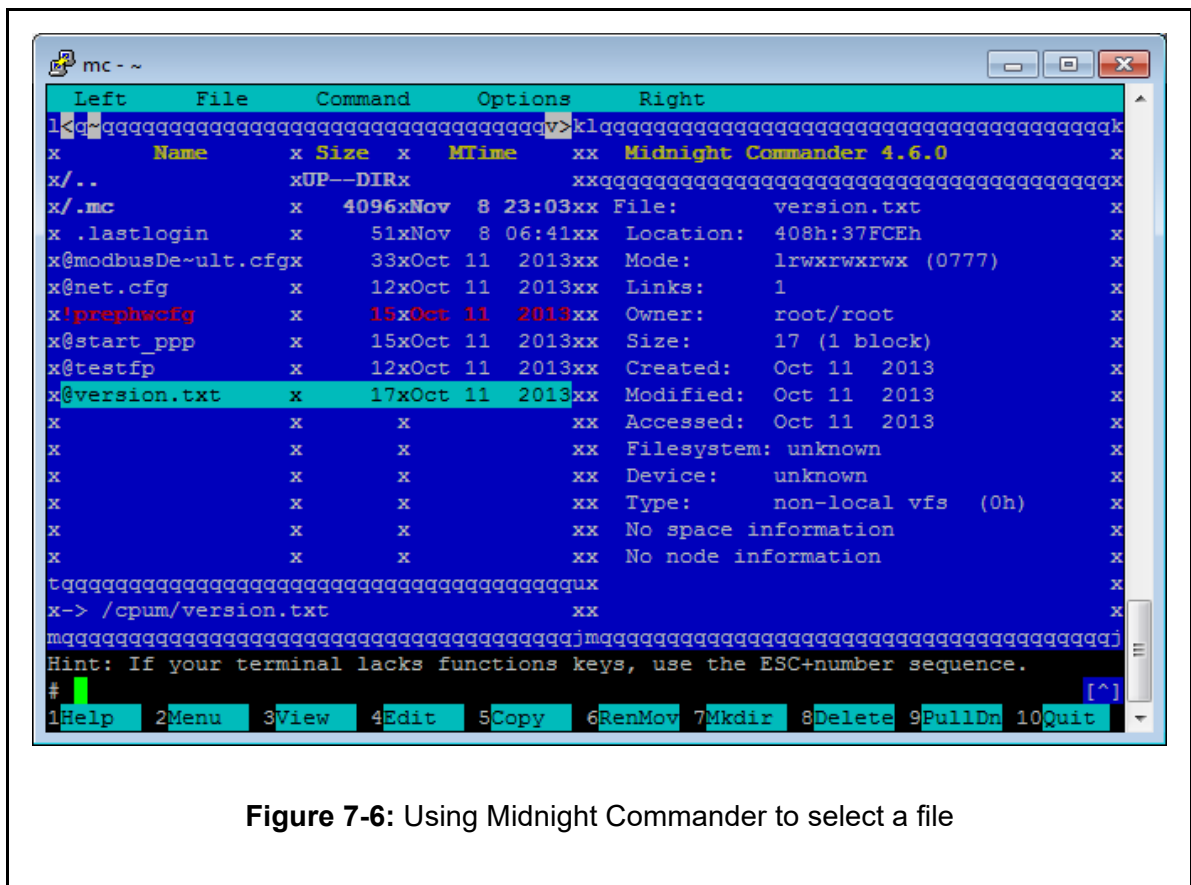 mc - ~
Left File Command Options Right
l<q~qqqqqqqqqqqqqqqqqqqqqqqqqqqqqqqqqv>klqqqqqqqqqqqqqqqqqqqqqqqqqqqqqqqqqqqqqqk
x Name x Size x MTime xx Midnight Commander 4.6.0 x
x/.. xUP--DIRx xxqqqqqqqqqqqqqqqqqqqqqqqqqqqqqqqqqqqqqqx
x/.mc x 4096xNov 8 23:03xx File: version.txt x
x .lastlogin x 51xNov 8 06:41xx Location: 408h:37FCEh x
x@modbusDe~ult.cfgx 33xOct 11 2013xx Mode: lrwxrwxrwx (0777) x
x@net.cfg x 12xOct 11 2013xx Links: 1 x
x!prephwcfg x 15xOct 11 2013xx Owner: root/root x
x@start_ppp x 15xOct 11 2013xx Size: 17 (1 block) x
x@testfp x 12xOct 11 2013xx Created: Oct 11 2013 x
x@version.txt x 17xOct 11 2013xx Modified: Oct 11 2013 x
x x x xx Accessed: Oct 11 2013 x
x x x xx Filesystem: unknown x
x x x xx Device: unknown x
x x x xx Type: non-local vfs (0h) x
x x x xx No space information x
x x x xx No node information x
tqqqqqqqqqqqqqqqqqqqqqqqqqqqqqqqqqqqqqqux x
x-> /cpum/version.txt xx x
mqqqqqqqqqqqqqqqqqqqqqqqqqqqqqqqqqqqqqqjmqqqqqqqqqqqqqqqqqqqqqqqqqqqqqqqqqqqqqqj
Hint: If your terminal lacks functions keys, use the ESC+number sequence.
# [^]
1Help 2Menu 3View 4Edit 5Copy 6RenMov 7Mkdir 8Delete 9PullDn 10Quit
Figure 7-6: Using Midnight Commander to select a file